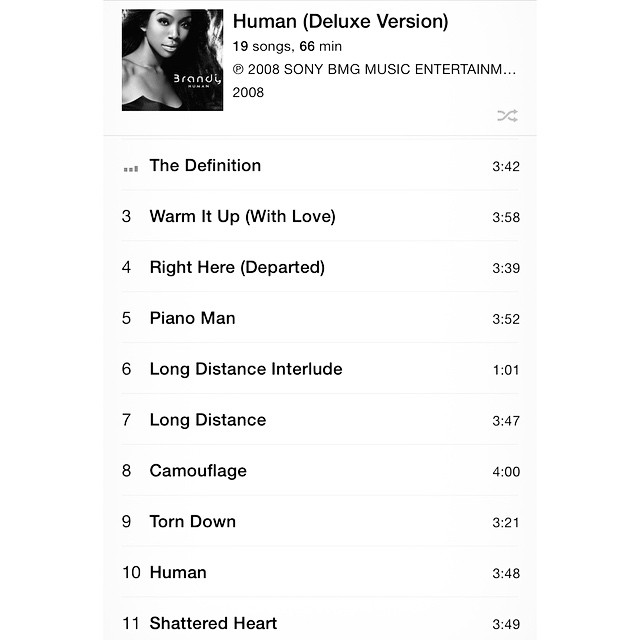 Human (Deluxe Version)
19 songs, 66 min
℗ 2008 SONY BMG MUSIC ENTERTAINM...
2008
Brandy
HUMAN
The Definition 3:42
3 Warm It Up (With Love) 3:58
4 Right Here (Departed) 3:39
5 Piano Man 3:52
6 Long Distance Interlude 1:01
7 Long Distance 3:47
8 Camouflage 4:00
9 Torn Down 3:21
10 Human 3:48
11 Shattered Heart 3:49